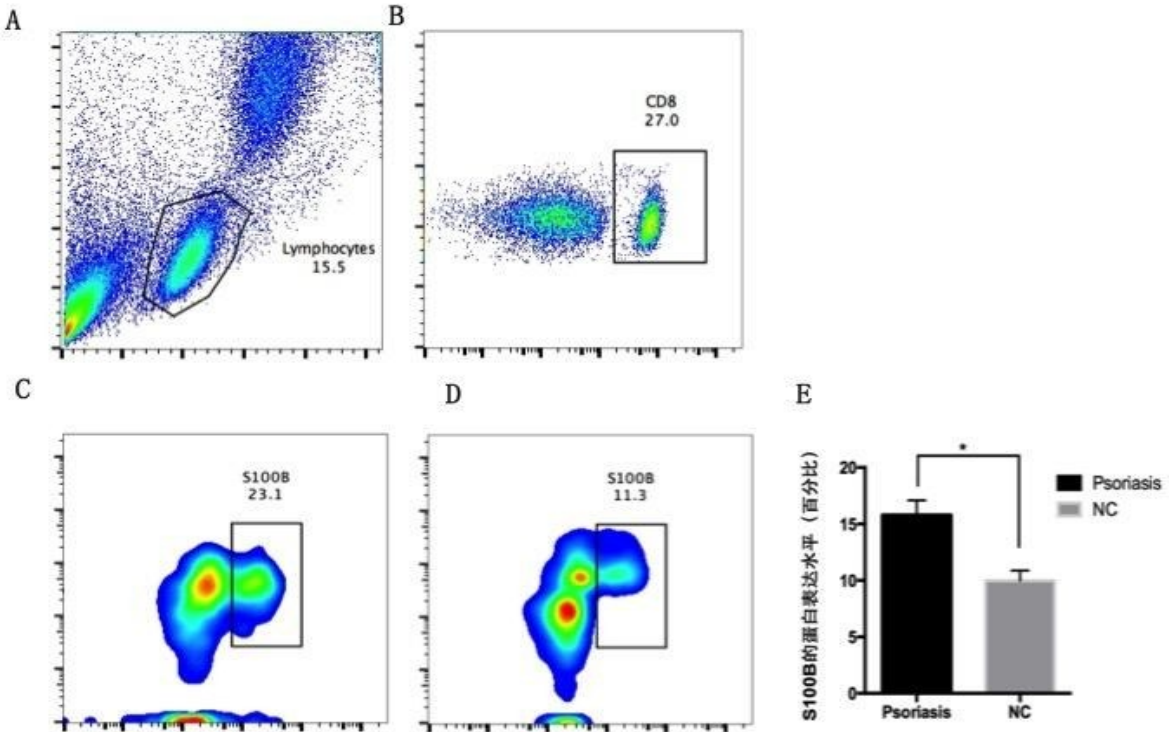 A
B
Lymphocytes
15.5
CD8
27.0
C
D
E
S100B
23.1
S100B
11.3
S100B的蛋白表达水平（百分比）
20
15
10
5
0
*
Psoriasis
NC
Psoriasis
NC